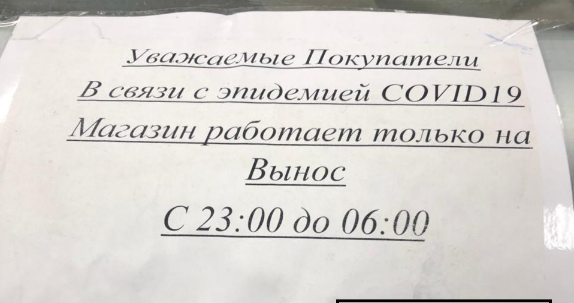 Уважаемые Покупатели
В связи с эпидемией COVID19
Магазин работает только на
Вынос
С 23:00 до 06:00